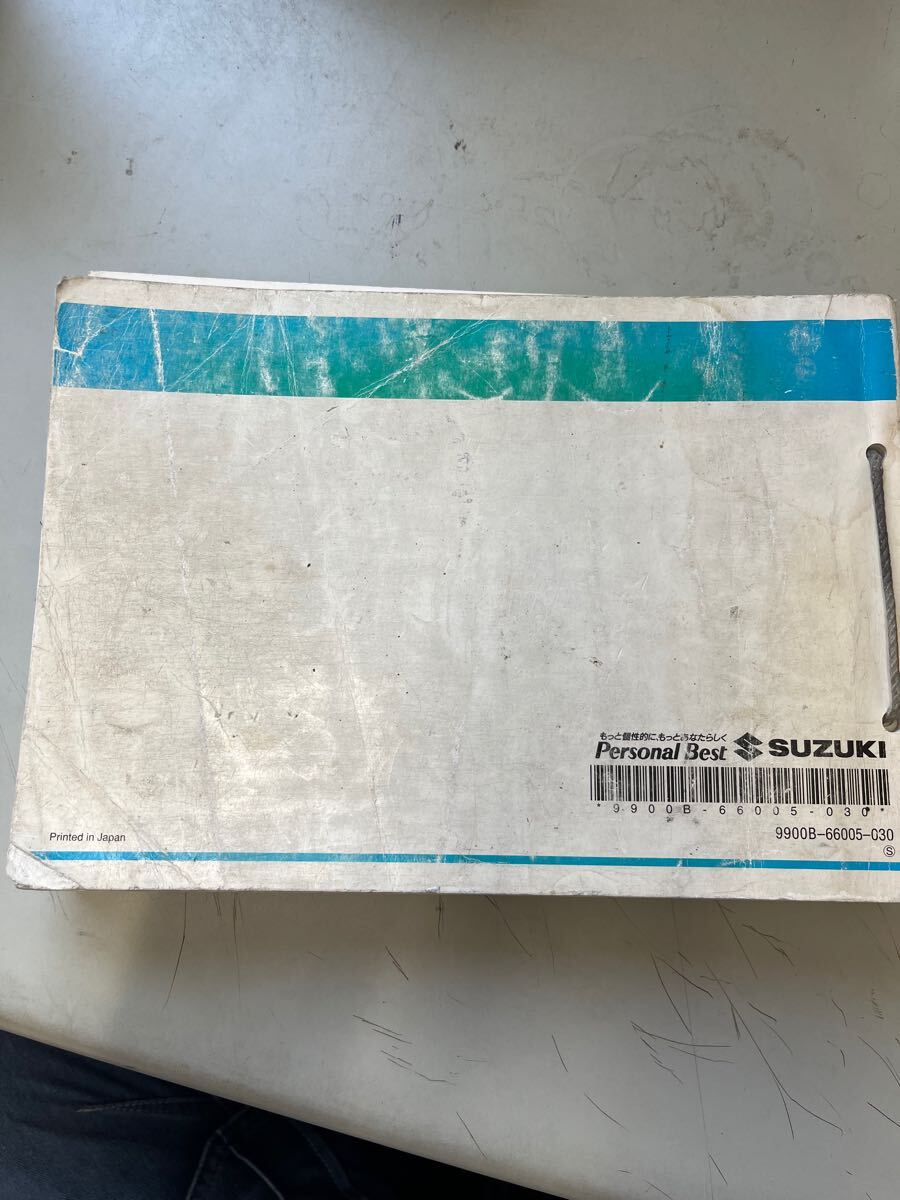 もっと個性的に、もっとあなたらしく
Personal Best SUZUKI
*9900B-66005-030*
9900B-66005-030
Printed in Japan
Ⓢ